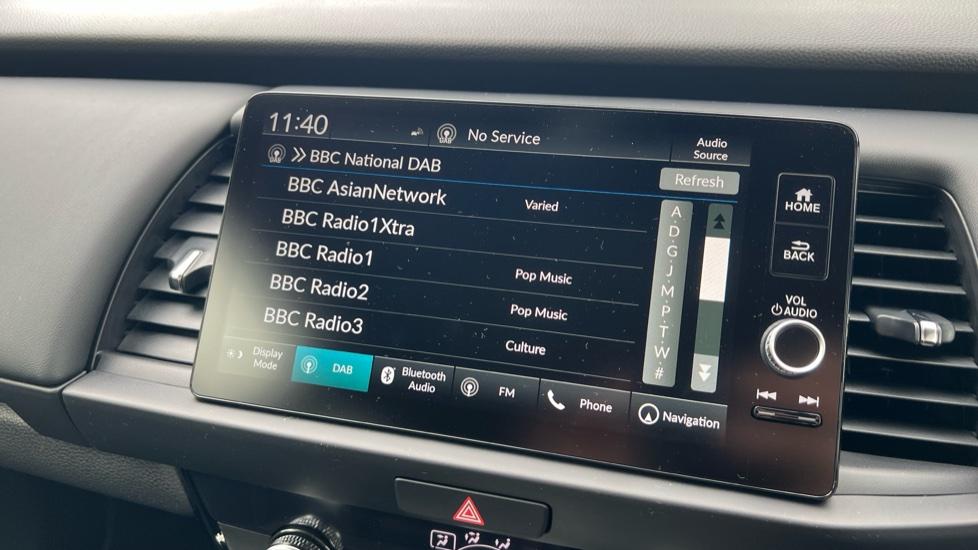 11:40
DAB
No Service
Audio
Source
DAB
BBC National DAB
Refresh
BBC AsianNetwork
Varied
BBC Radio1Xtra
BBC Radio1
Pop Music
BBC Radio2
Pop Music
BBC Radio3
Culture
A
D
G
J
M
P
T
W
#
Display
Mode
DAB
Bluetooth
Audio
FM
Phone
Navigation
HOME
BACK
VOL
AUDIO